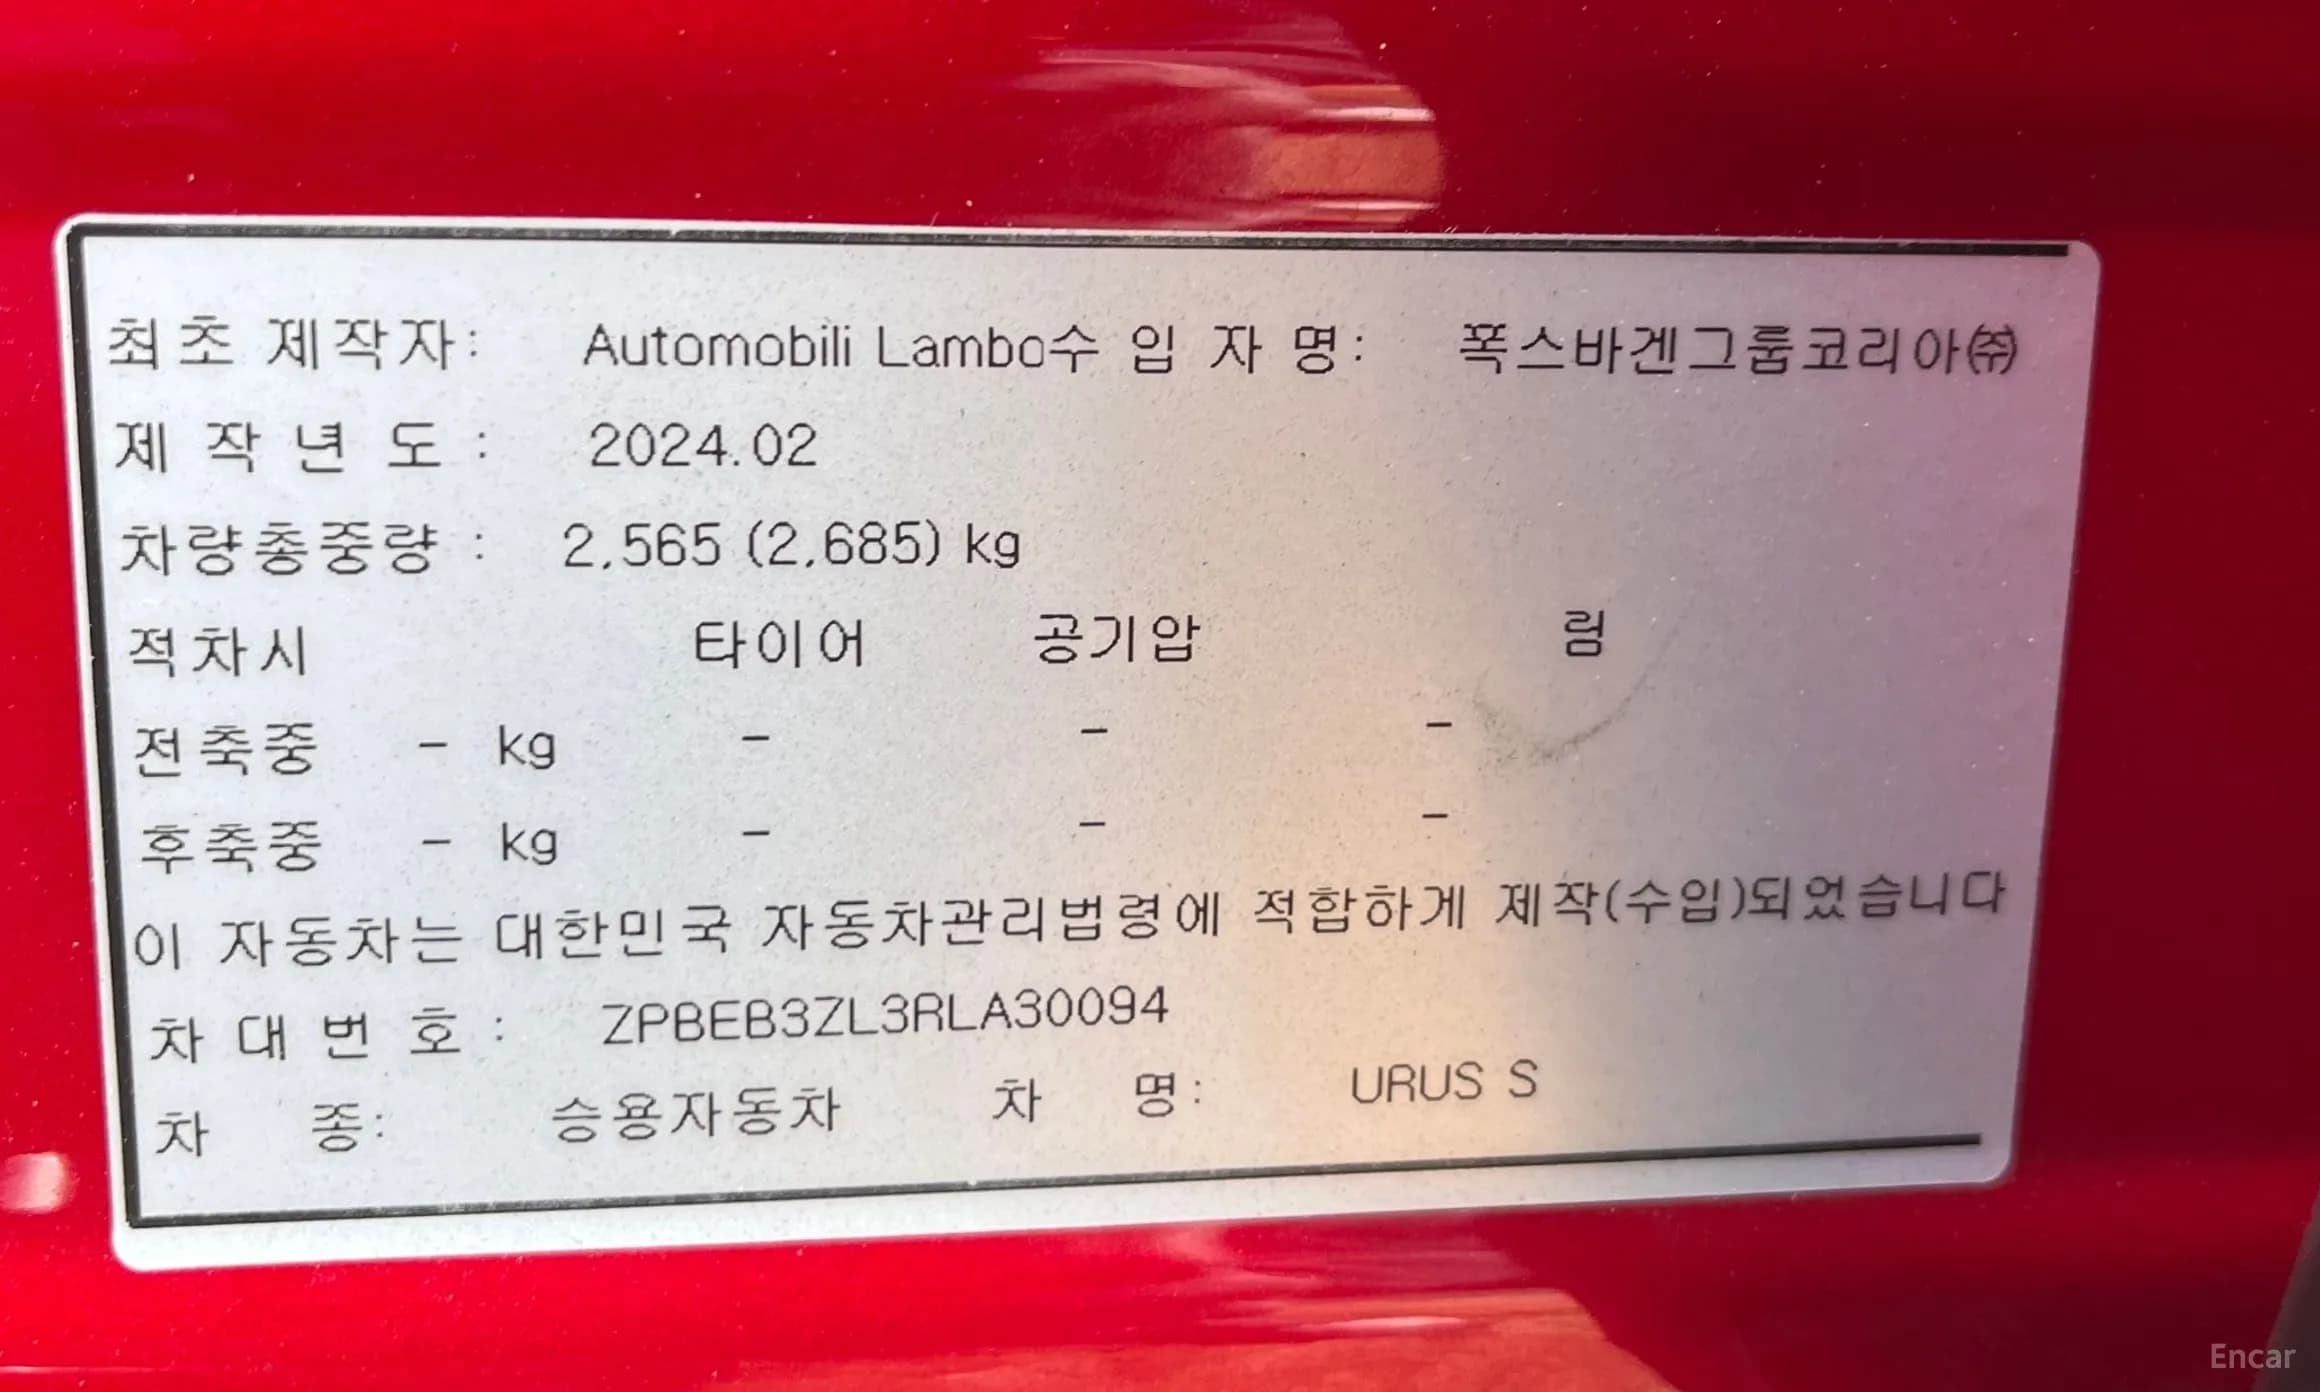 최초 제작자: Automobili Lambo수 입 자 명: 폭스바겐그룹코리아㈜
제 작 년 도 : 2024.02
차량총중량 : 2,565 (2,685) kg
적차시 타이어 공기압 림
전축중 - kg - - -
후축중 - kg - - -
이 자동차는 대한민국 자동차관리법령에 적합하게 제작(수입)되었습니다
차 대 번 호 : ZPBEB3ZL3RLA30094
차 종: 승용자동차 차 명: URUS S
Encar